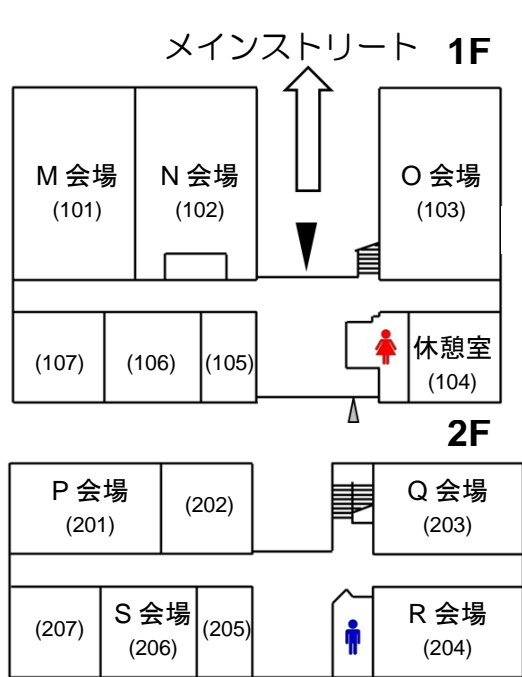 メインストリート 1F
M 会場 N 会場 O 会場
(101) (102) (103)
(107) (106) (105) 休憩室
(104)
2F
P 会場 (202) Q 会場
(201) (203)
(207) S 会場 (205) R 会場
(206) (204)